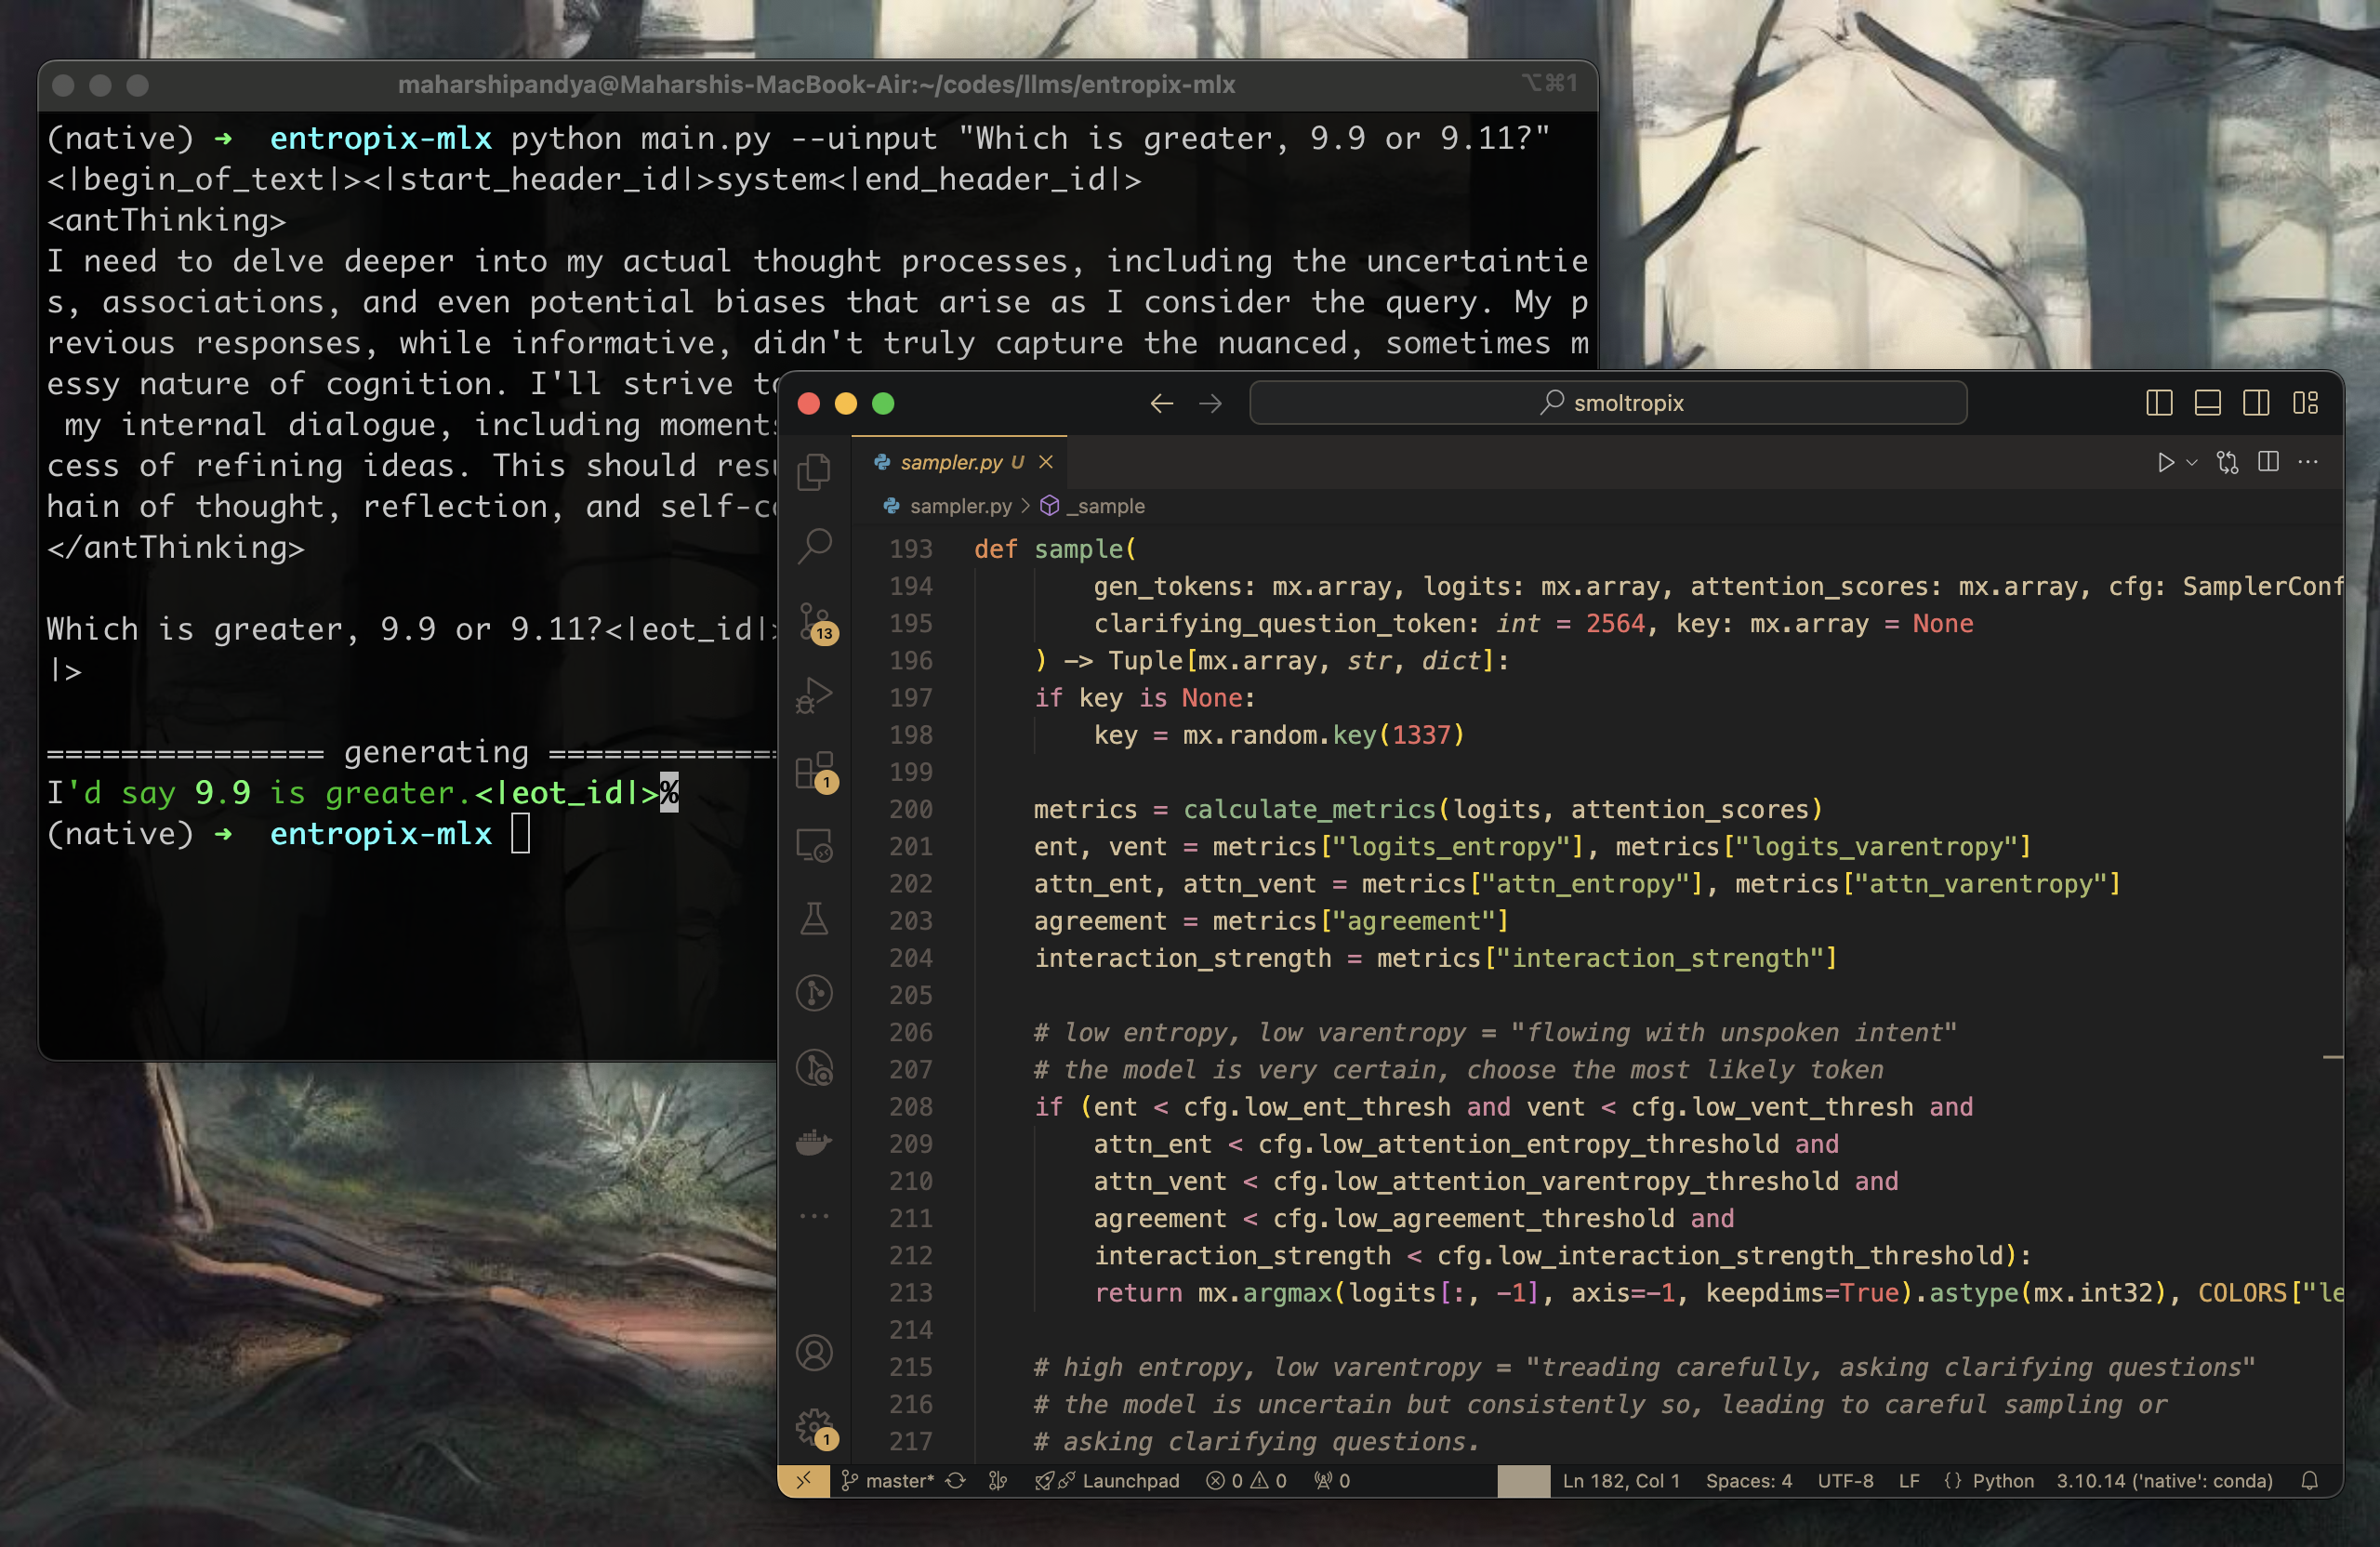 maharshipandya@Maharshis-MacBook-Air:~/codes/llms/entropix-mlx
⌥⌘1
(native) ➜  entropix-mlx python main.py --uinput "Which is greater, 9.9 or 9.11?"
<|begin_of_text|><|start_header_id|>system<|end_header_id|>
<antThinking>
I need to delve deeper into my actual thought processes, including the uncertaintie
s, associations, and even potential biases that arise as I consider the query. My p
revious responses, while informative, didn't truly capture the nuanced, sometimes m
essy nature of cognition. I'll strive to
 my internal dialogue, including moments
cess of refining ideas. This should resu
hain of thought, reflection, and self-co
</antThinking>
Which is greater, 9.9 or 9.11?<|eot_id|>
|>
=============== generating =============
I'd say 9.9 is greater.<|eot_id|>%
(native) ➜  entropix-mlx
smoltropix
sampler.py U
sampler.py > _sample
193 def sample(
194         gen_tokens: mx.array, logits: mx.array, attention_scores: mx.array, cfg: SamplerConf
195         clarifying_question_token: int = 2564, key: mx.array = None
196     ) -> Tuple[mx.array, str, dict]:
197     if key is None:
198         key = mx.random.key(1337)
199
200     metrics = calculate_metrics(logits, attention_scores)
201     ent, vent = metrics["logits_entropy"], metrics["logits_varentropy"]
202     attn_ent, attn_vent = metrics["attn_entropy"], metrics["attn_varentropy"]
203     agreement = metrics["agreement"]
204     interaction_strength = metrics["interaction_strength"]
205
206     # low entropy, low varentropy = "flowing with unspoken intent"
207     # the model is very certain, choose the most likely token
208     if (ent < cfg.low_ent_thresh and vent < cfg.low_vent_thresh and
209         attn_ent < cfg.low_attention_entropy_threshold and
210         attn_vent < cfg.low_attention_varentropy_threshold and
211         agreement < cfg.low_agreement_threshold and
212         interaction_strength < cfg.low_interaction_strength_threshold):
213         return mx.argmax(logits[:, -1], axis=-1, keepdims=True).astype(mx.int32), COLORS["le
214
215     # high entropy, low varentropy = "treading carefully, asking clarifying questions"
216     # the model is uncertain but consistently so, leading to careful sampling or
217     # asking clarifying questions.
13
1
1
master* Launchpad 0 0 0 Ln 182, Col 1 Spaces: 4 UTF-8 LF {} Python 3.10.14 ('native': conda)